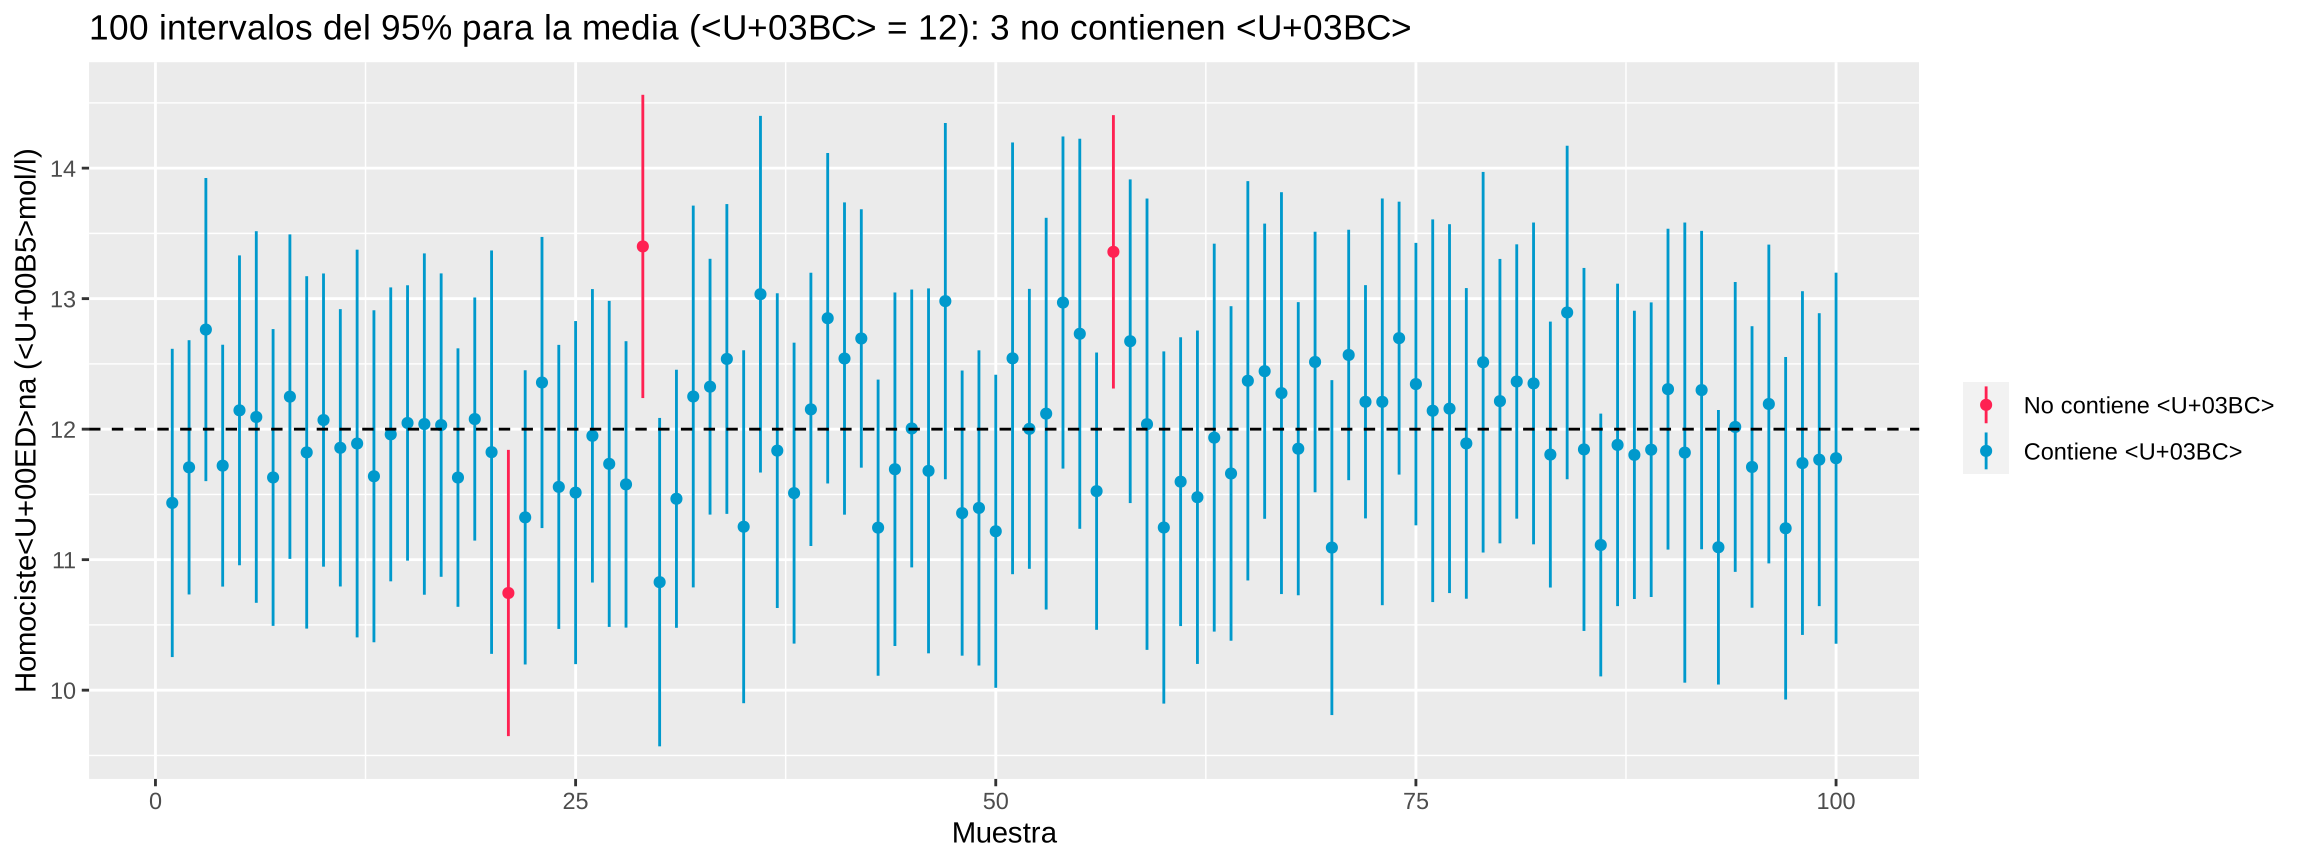 100 intervalos del 95% para la media (<U+03BC> = 12): 3 no contienen <U+03BC>
Homociste<U+00ED>na (<U+00B5>mol/l)
14
13
12
11
10
0
25
50
75
100
Muestra
No contiene <U+03BC>
Contiene <U+03BC>